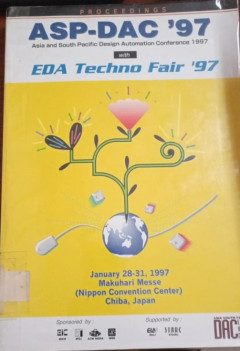 PROCEEDINGS
ASP-DAC '97
Asia and South Pacific Design Automation Conference 1997
with
EDA Techno Fair '97
January 28-31, 1997
Makuhari Messe
(Nippon Convention Center)
Chiba, Japan
Sponsored by :
Supported by :